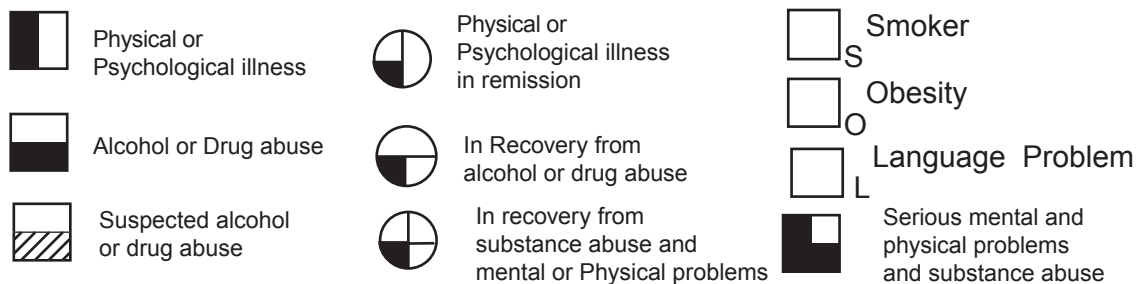 Physical or
Psychological illness
Alcohol or Drug abuse
Suspected alcohol
or drug abuse
Physical or
Psychological illness
in remission
In Recovery from
alcohol or drug abuse
In recovery from
substance abuse and
mental or Physical problems
S
Smoker
O
Obesity
L
Language Problem
Serious mental and
physical problems
and substance abuse